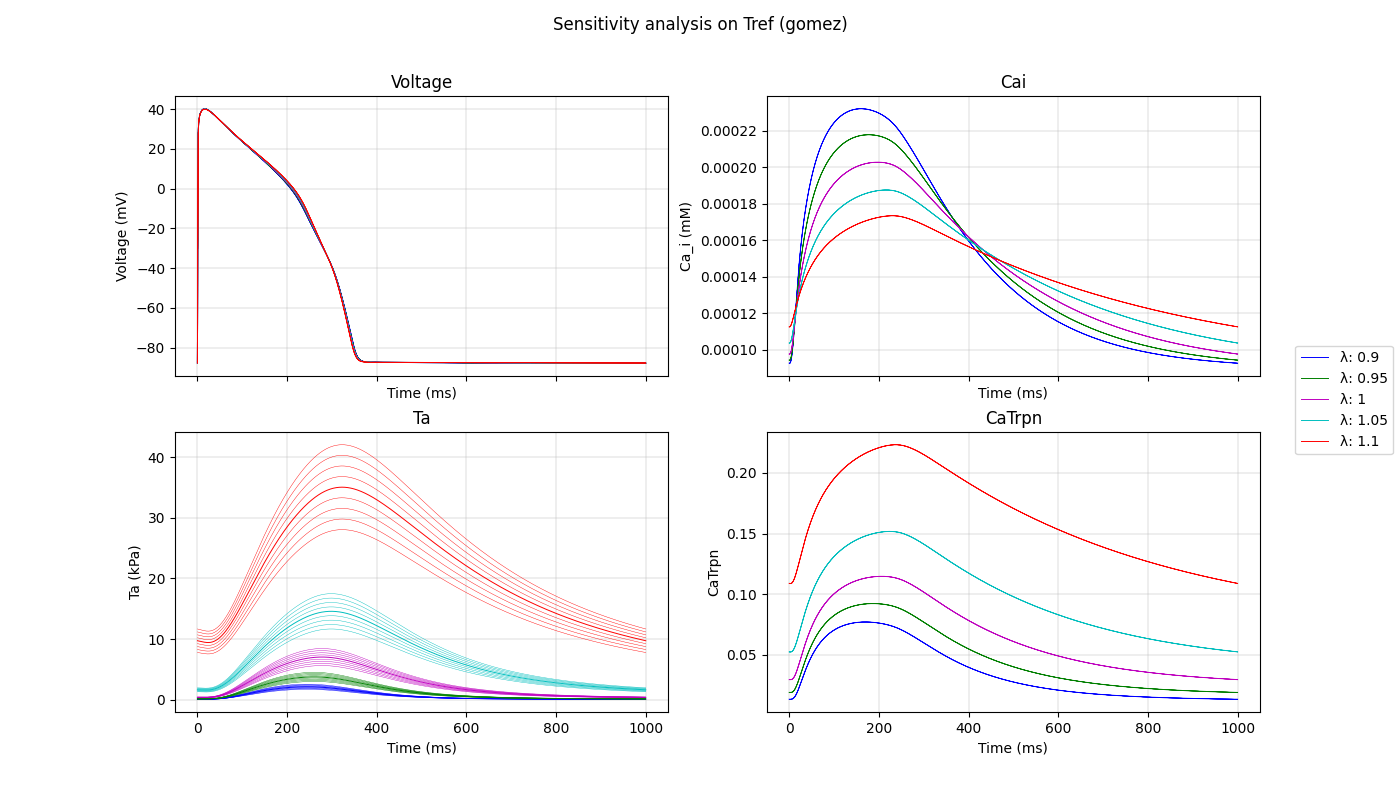 Sensitivity analysis on Tref (gomez)
Voltage
40
20
0
−20
−40
−60
−80
Voltage (mV)
Time (ms)
Cai
0.00022
0.00020
0.00018
0.00016
0.00014
0.00012
0.00010
Ca_i (mM)
Time (ms)
Ta
40
30
20
10
0
Ta (kPa)
0 200 400 600 800 1000
Time (ms)
CaTrpn
0.20
0.15
0.10
0.05
CaTrpn
0 200 400 600 800 1000
Time (ms)
λ: 0.9
λ: 0.95
λ: 1
λ: 1.05
λ: 1.1